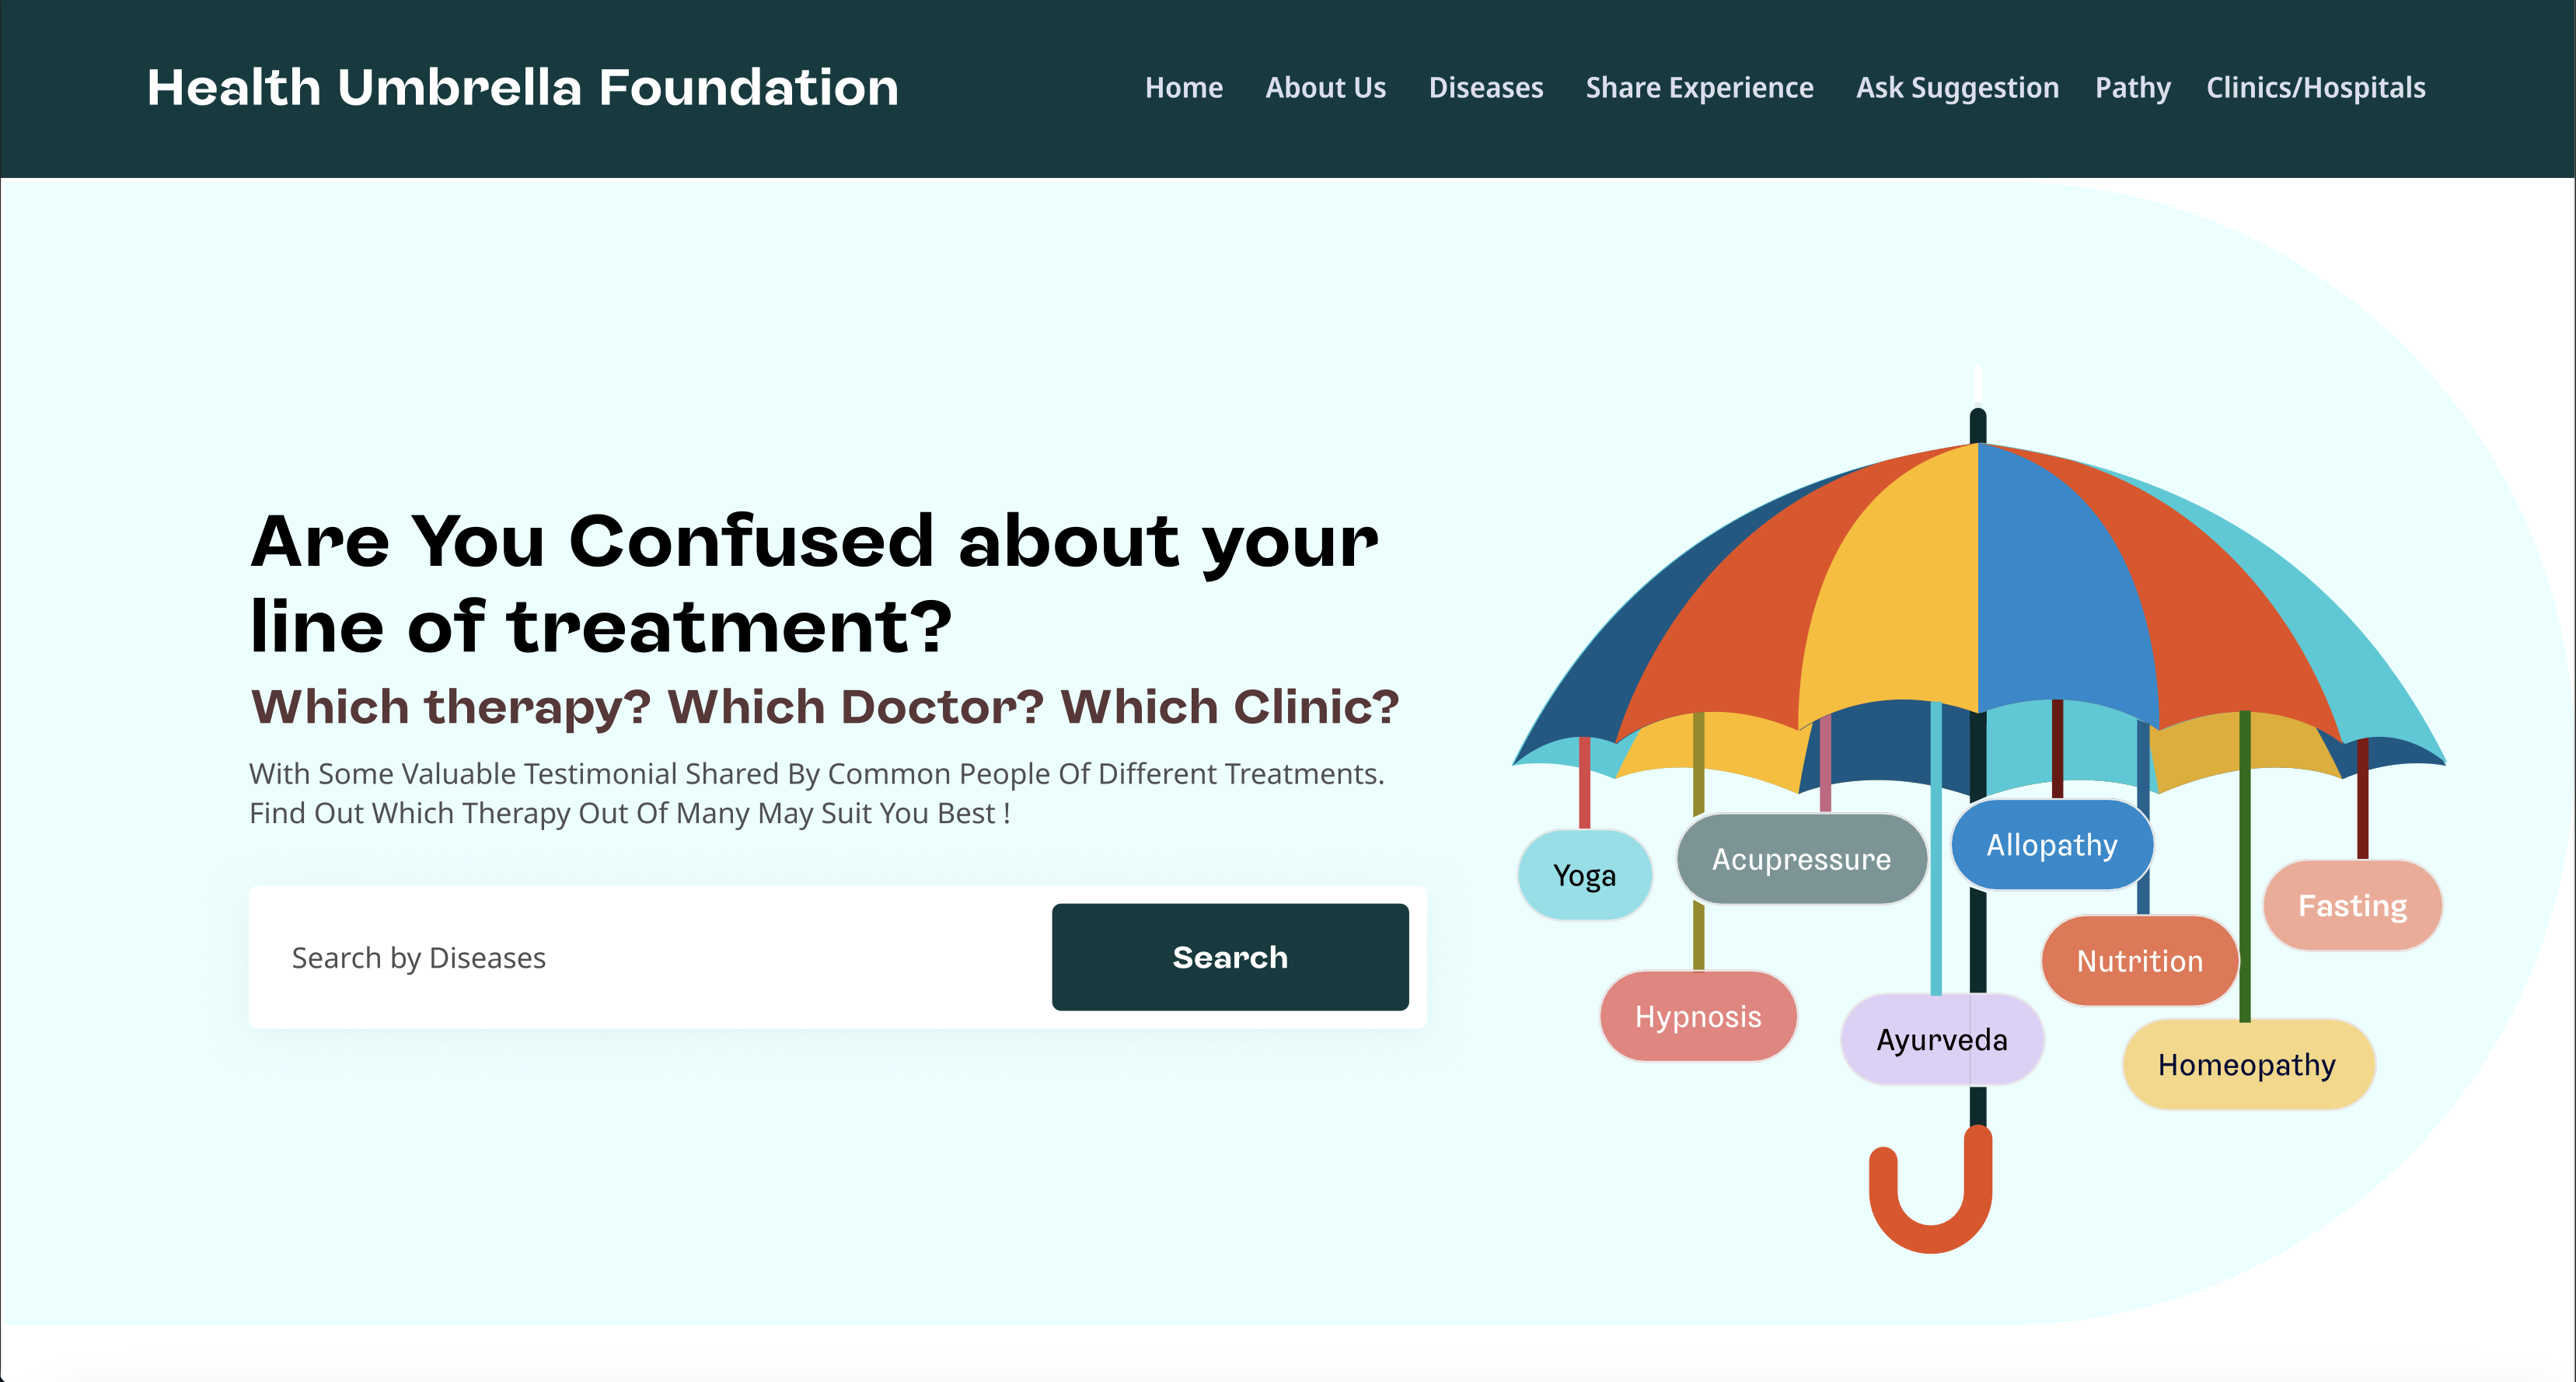 Health Umbrella Foundation
Home About Us Diseases Share Experience Ask Suggestion Pathy Clinics/Hospitals
Are You Confused about your
line of treatment?
Which therapy? Which Doctor? Which Clinic?
With Some Valuable Testimonial Shared By Common People Of Different Treatments.
Find Out Which Therapy Out Of Many May Suit You Best !
Search by Diseases
Search
Yoga
Acupressure
Allopathy
Fasting
Hypnosis
Nutrition
Ayurveda
Homeopathy